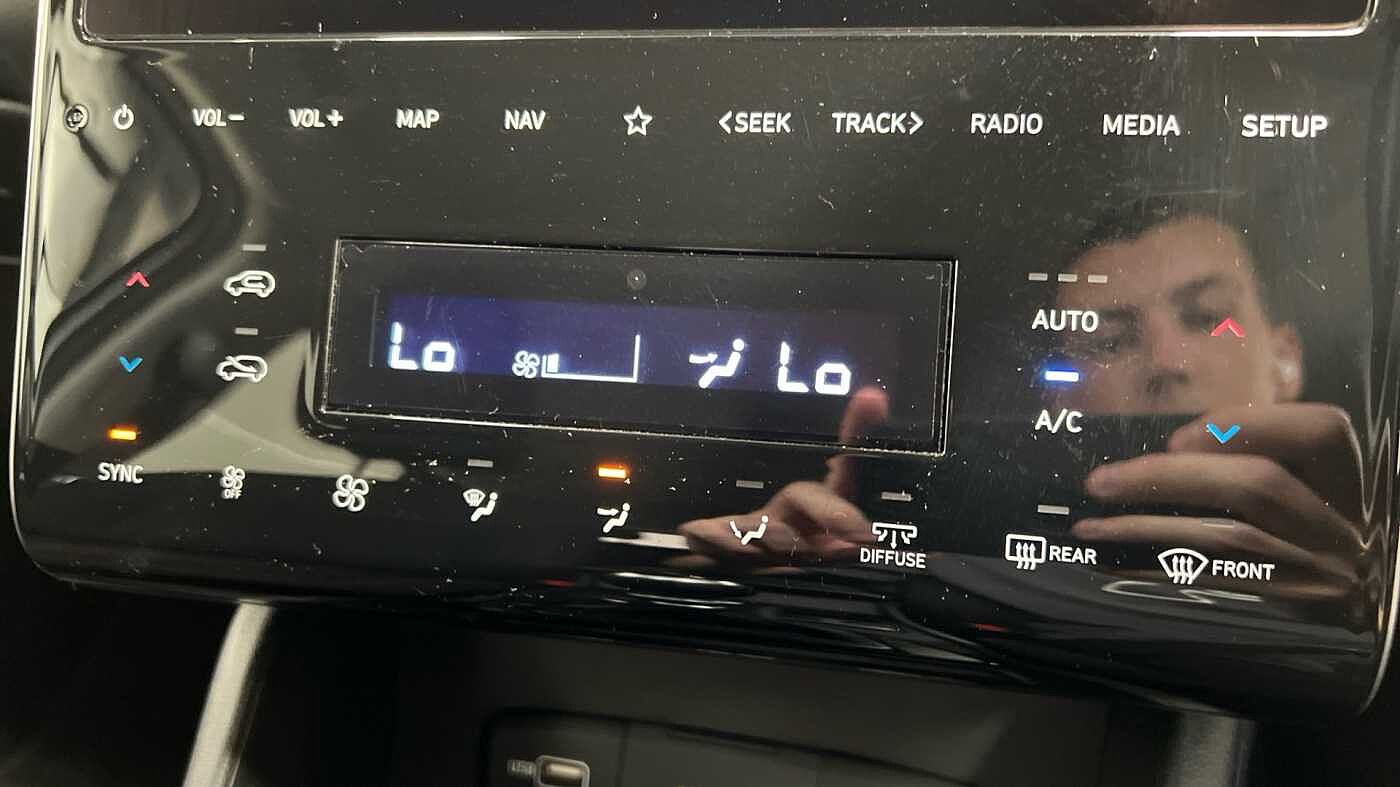 VOL− VOL+ MAP NAV <SEEK TRACK> RADIO MEDIA SETUP
AUTO
Lo Lo
A/C
SYNC
OFF
DIFFUSE
REAR
FRONT